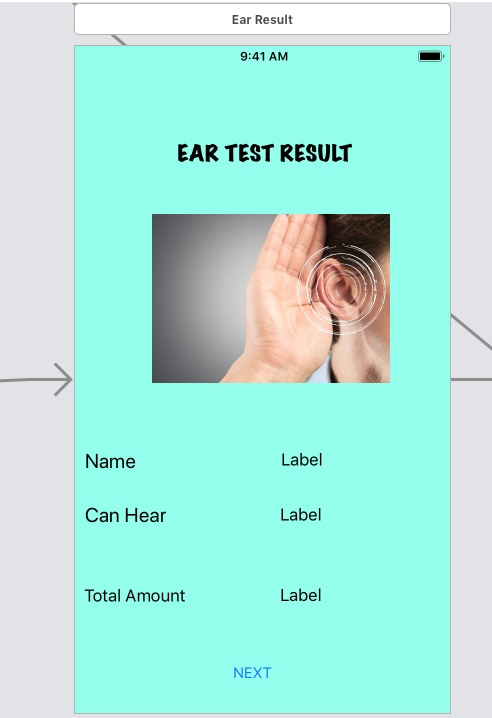 Ear Result
9:41 AM
EAR TEST RESULT
Name Label
Can Hear Label
Total Amount Label
NEXT